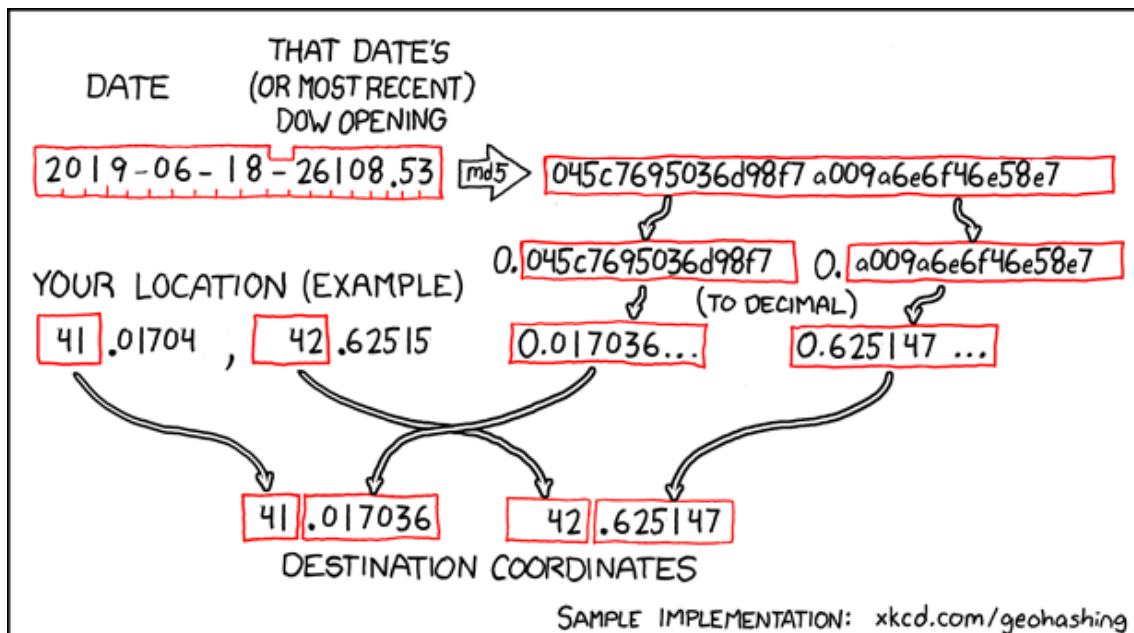 DATE
THAT DATE'S
(OR MOST RECENT)
DOW OPENING
2019-06-18-26108.53
md5
045c7695036d98f7a009a6e6f46e58e7
0.045c7695036d98f7
0.a009a6e6f46e58e7
(TO DECIMAL)
0.017036...
0.625147 ...
YOUR LOCATION (EXAMPLE)
41.01704, 42.62515
41.017036
42.625147
DESTINATION COORDINATES
SAMPLE IMPLEMENTATION: xkcd.com/geohashing